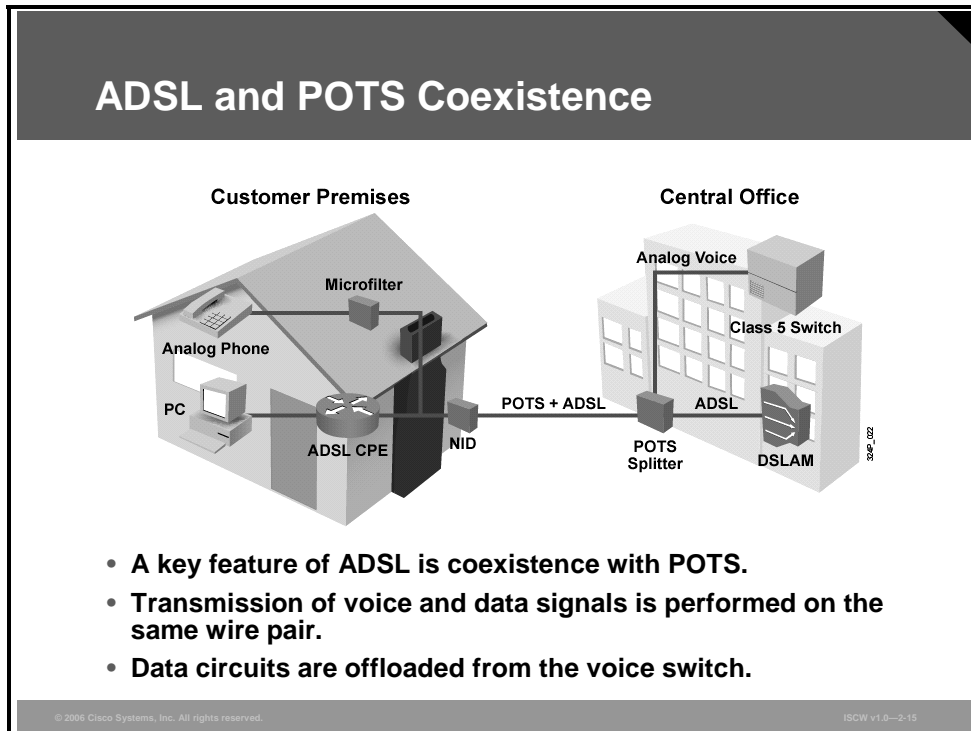 ADSL and POTS Coexistence
Customer Premises
Central Office
Microfilter
Analog Voice
Analog Phone
Class 5 Switch
PC
ADSL CPE
NID
POTS + ADSL
POTS
Splitter
ADSL
DSLAM
324P_022
• A key feature of ADSL is coexistence with POTS.
• Transmission of voice and data signals is performed on the
same wire pair.
• Data circuits are offloaded from the voice switch.
© 2006 Cisco Systems, Inc. All rights reserved.
ISCW v1.0—2-15